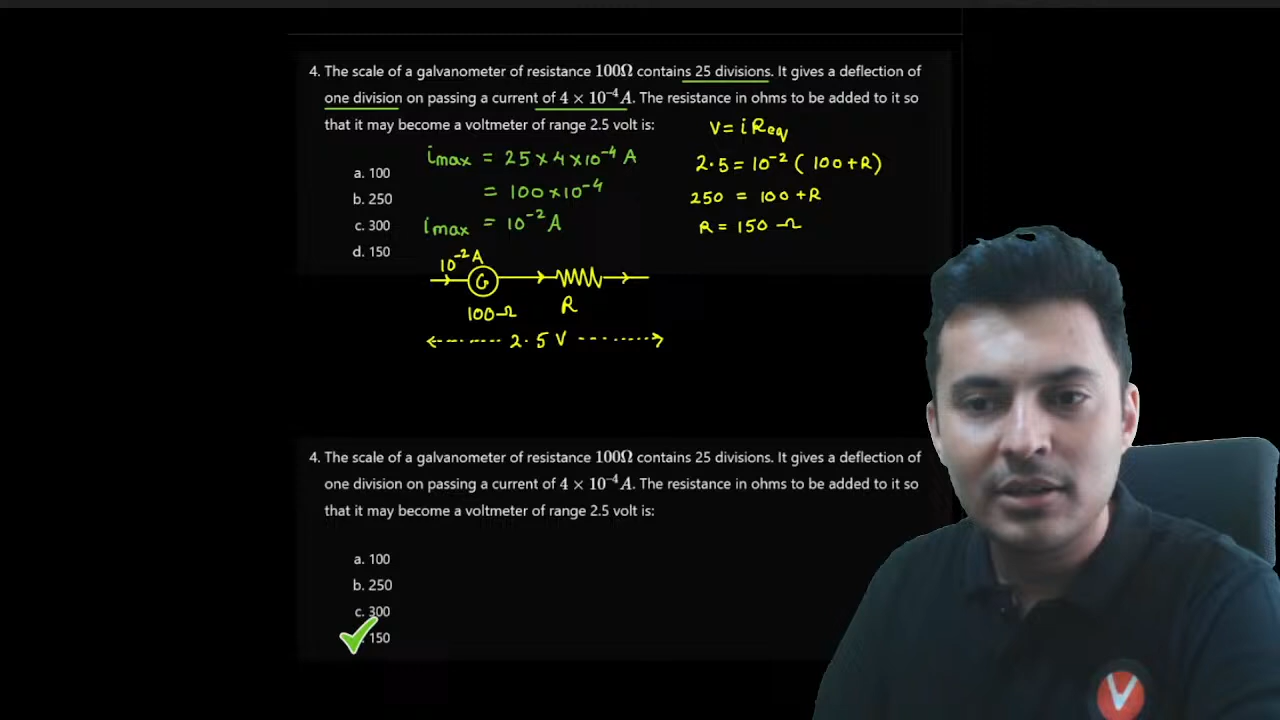 4. The scale of a galvanometer of resistance 100Ω contains 25 divisions. It gives a deflection of
one division on passing a current of 4 × 10⁻⁴A. The resistance in ohms to be added to it so
that it may become a voltmeter of range 2.5 volt is:
a. 100
b. 250
c. 300
d. 150
imax = 25 × 4 × 10⁻⁴ A
= 100 × 10⁻⁴
imax = 10⁻² A
V = i Req
2.5 = 10⁻² ( 100 + R )
250 = 100 + R
R = 150 Ω
10⁻² A
G
100 Ω
R
2.5 V
4. The scale of a galvanometer of resistance 100Ω contains 25 divisions. It gives a deflection of
one division on passing a current of 4 × 10⁻⁴A. The resistance in ohms to be added to it so
that it may become a voltmeter of range 2.5 volt is:
a. 100
b. 250
c. 300
150
V